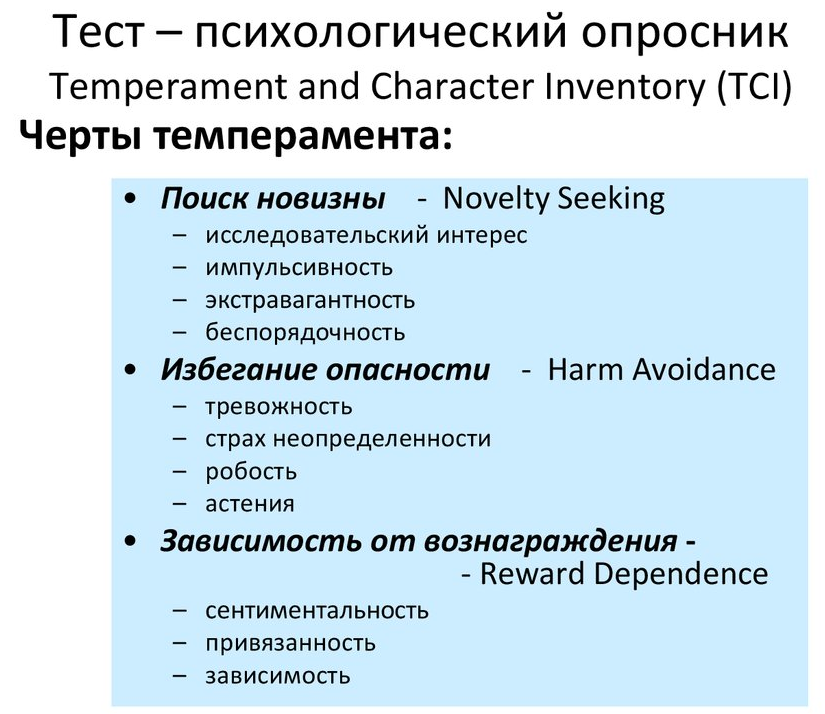 Тест – психологический опросник
Temperament and Character Inventory (TCI)
Черты темперамента:
• Поиск новизны - Novelty Seeking
– исследовательский интерес
– импульсивность
– экстравагантность
– беспорядочность
• Избегание опасности - Harm Avoidance
– тревожность
– страх неопределенности
– робость
– астения
• Зависимость от вознаграждения -
- Reward Dependence
– сентиментальность
– привязанность
– зависимость